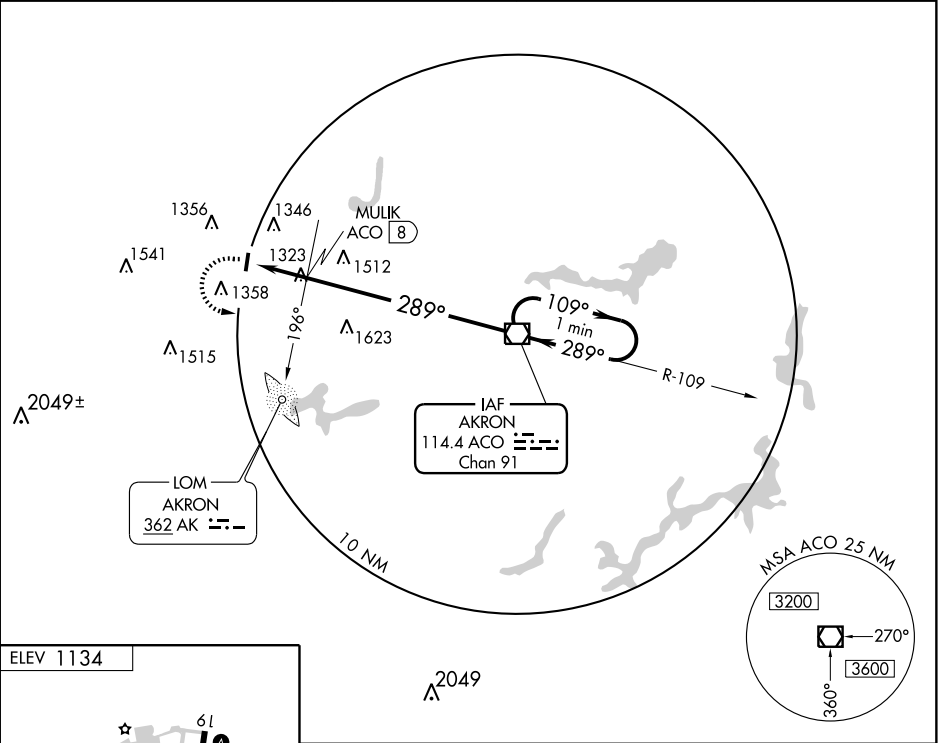 1356
1346
MULIK
ACO 8
1541
1323
1512
1358
289°
109°
1 min
289°
196°
1623
1515
R-109
2049±
IAF
AKRON
114.4 ACO
Chan 91
LOM
AKRON
362 AK
10 NM
MSA ACO 25 NM
3200
270°
3600
360°
ELEV 1134
2049
19